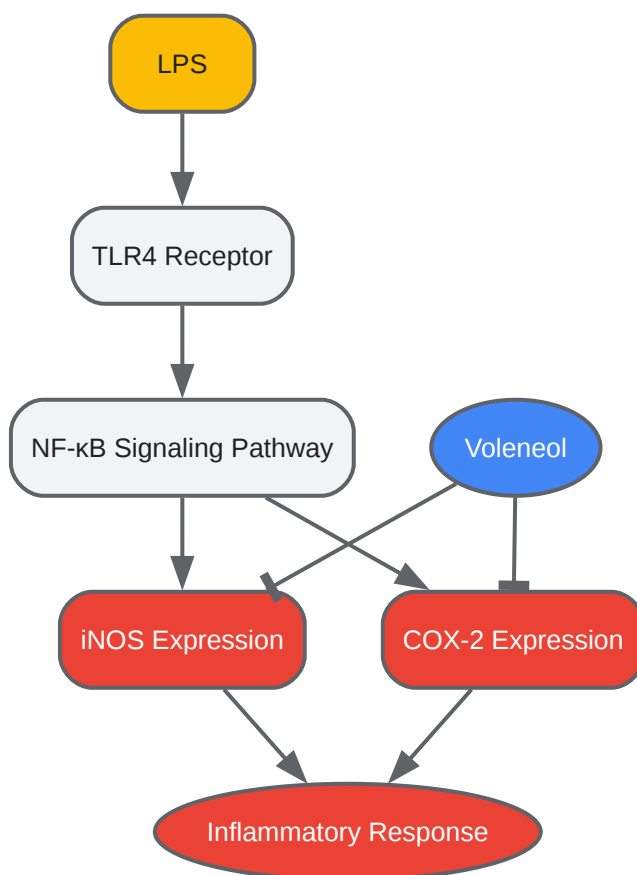 LPS
TLR4 Receptor
NF-κB Signaling Pathway
Voleneol
iNOS Expression
COX-2 Expression
Inflammatory Response